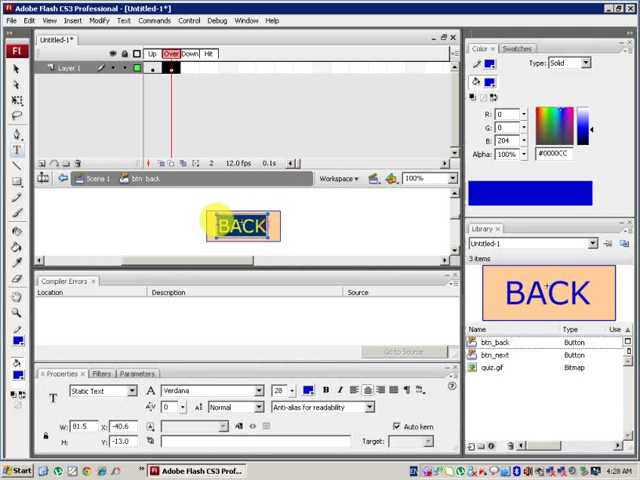 Adobe Flash CS3 Professional - [Untitled-1*]
File Edit View Insert Modify Text Commands Control Debug Window Help
Untitled-1*
Up Over Down Hit
Layer 1
2 12.0 fps 0.1s
Scene 1 btn back Workspace 100%
BACK
Compiler Errors
Location Description Source
Go to Source
Properties Filters Parameters
T Static Text A Verdana 28 B I
A/V 0 Normal Anti-alias for readability
W: 81.5 X: -40.6 Auto kern
H: Y: -13.0 Target:
Color Swatches
Type: Solid
R: 0
G: 0
B: 204
Alpha: 100% #0000CC
Library
Untitled-1
3 items
BACK
Name Type Use
btn_back Button
btn_next Button
quiz.gif Bitmap
Start Adobe Flash CS3 Prof... EN 4:28 AM